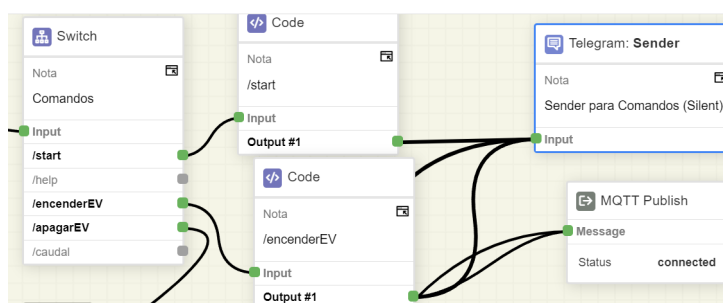 Switch
Nota
Comandos
Input
/start
/help
/encenderEV
/apagarEV
/caudal
Code
Nota
/start
Input
Output #1
Code
Nota
/encenderEV
Input
Output #1
Telegram: Sender
Nota
Sender para Comandos (Silent)
Input
MQTT Publish
Message
Status connected